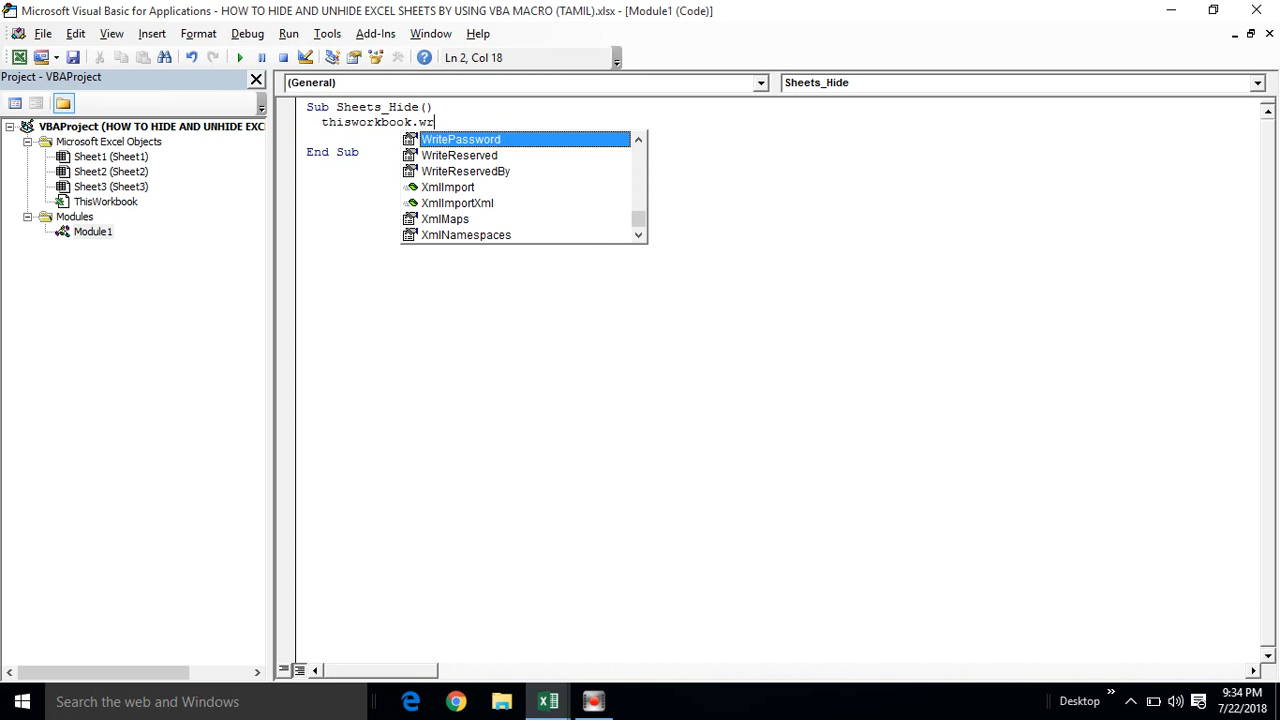 Microsoft Visual Basic for Applications - HOW TO HIDE AND UNHIDE EXCEL SHEETS BY USING VBA MACRO (TAMIL).xlsx - [Module1 (Code)]
File Edit View Insert Format Debug Run Tools Add-Ins Window Help
Ln 2, Col 18
Project - VBAProject
(General)
Sheets_Hide
VBAProject (HOW TO HIDE AND UNHIDE EXC
Microsoft Excel Objects
Sheet1 (Sheet1)
Sheet2 (Sheet2)
Sheet3 (Sheet3)
ThisWorkbook
Modules
Module1
Sub Sheets_Hide()
thisworkbook.wr
End Sub
WritePassword
WriteReserved
WriteReservedBy
XmlImport
XmlImportXml
XmlMaps
XmlNamespaces
Search the web and Windows
Desktop
9:34 PM
7/22/2018